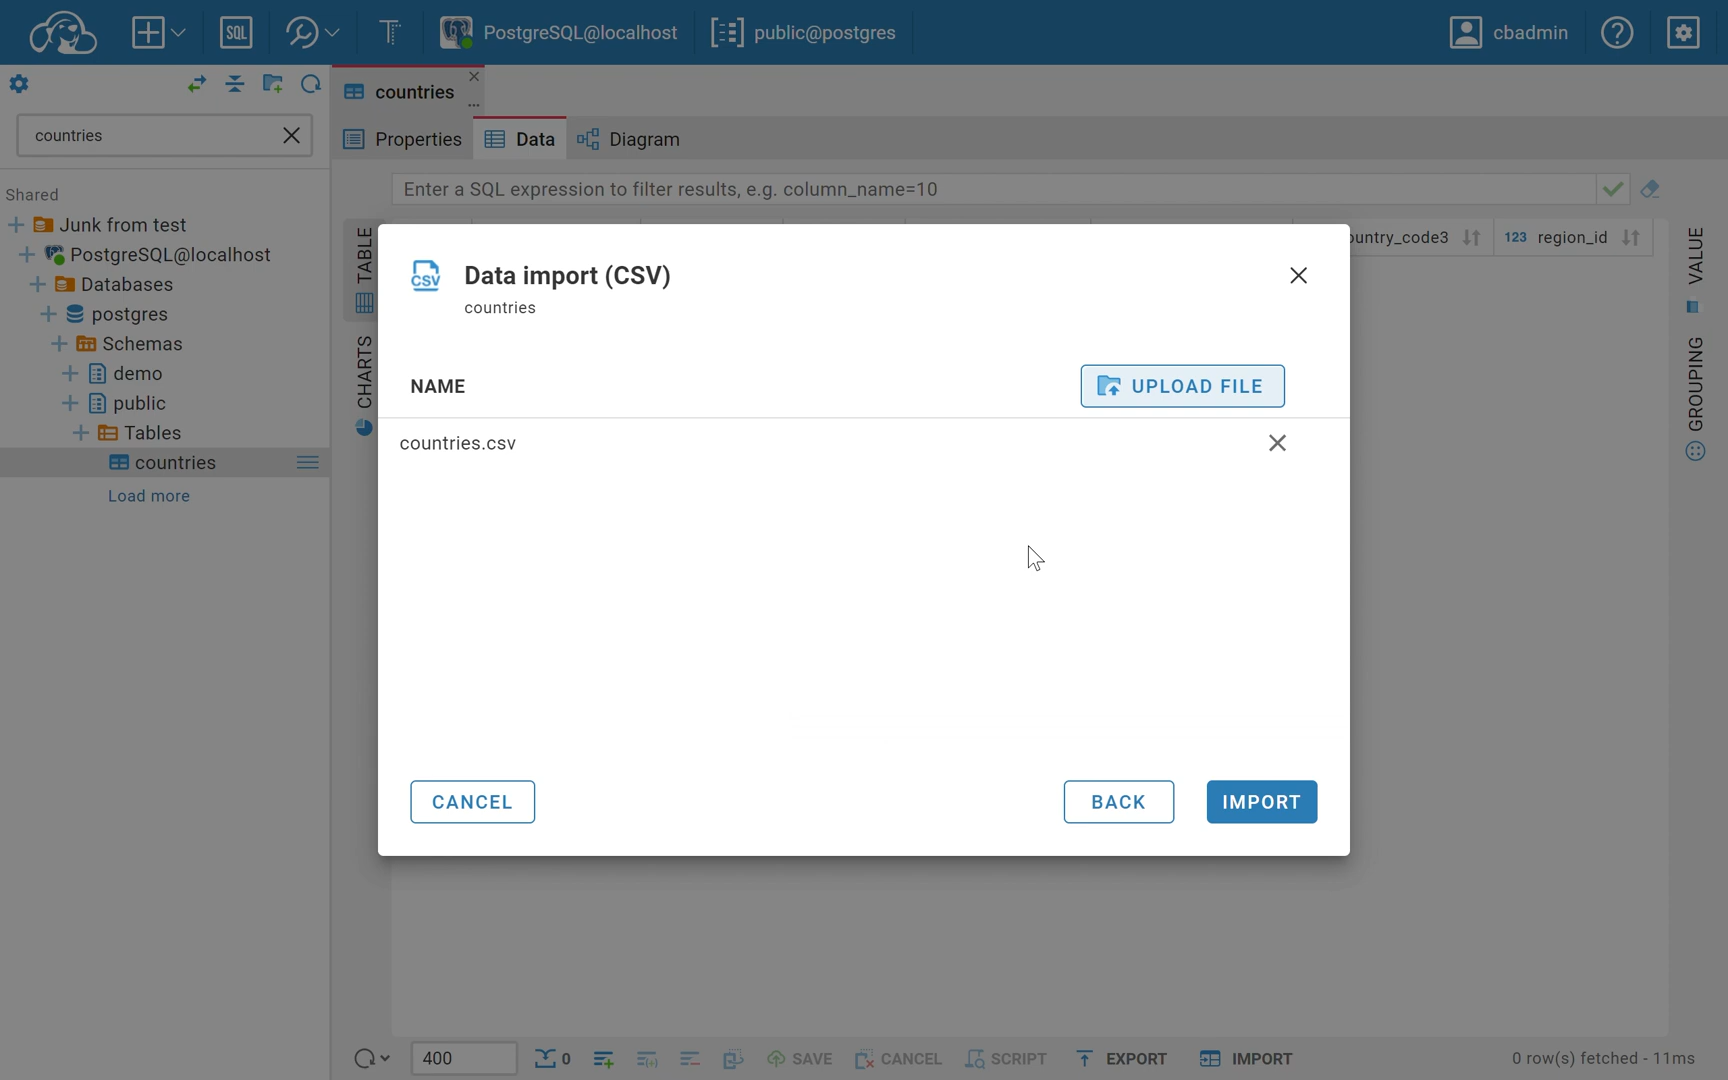 SQL
PostgreSQL@localhost
public@postgres
cbadmin
countries
countries
Properties
Data
Diagram
Enter a SQL expression to filter results, e.g. column_name=10
Shared
Junk from test
PostgreSQL@localhost
Databases
postgres
Schemas
demo
public
Tables
countries
Load more
TABLE
CHARTS
123 region_id
VALUE
GROUPING
CSV
Data import (CSV)
countries
NAME
UPLOAD FILE
countries.csv
CANCEL
BACK
IMPORT
400
0
SAVE
CANCEL
SCRIPT
EXPORT
IMPORT
0 row(s) fetched - 11ms